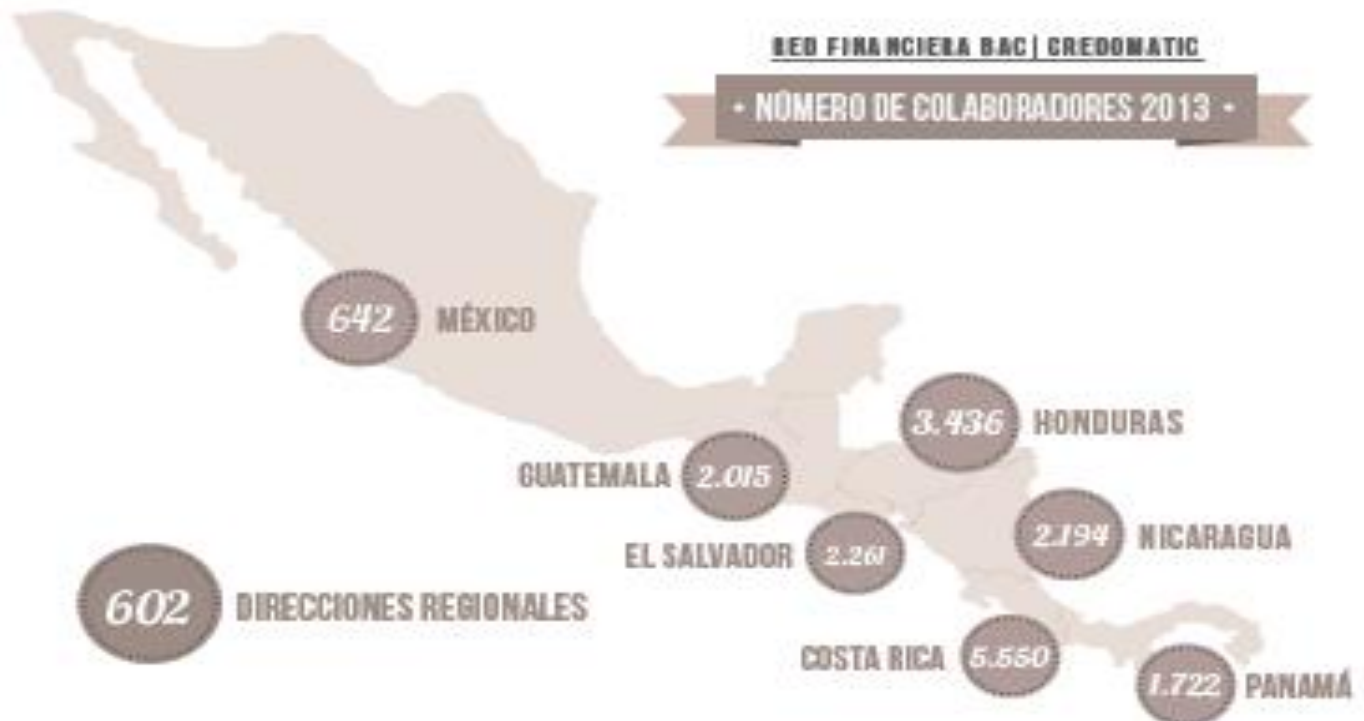 RED FINANCIERA BAC | CREDOMATIC
• NÚMERO DE COLABORADORES 2013 •
642 MÉXICO
3.436 HONDURAS
GUATEMALA 2.015
2.194 NICARAGUA
EL SALVADOR 2.261
602 DIRECCIONES REGIONALES
COSTA RICA 5.550
1.722 PANAMÁ